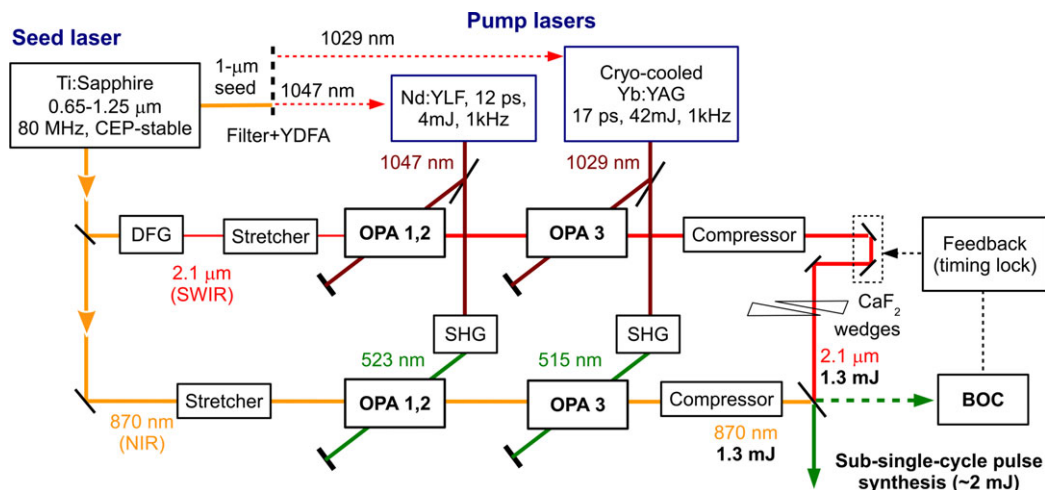 Seed laser
Pump lasers
Ti:Sapphire
0.65-1.25 μm
80 MHz, CEP-stable
1-μm
seed
1029 nm
1047 nm
Filter+YDFA
Nd:YLF, 12 ps,
4mJ, 1kHz
Cryo-cooled
Yb:YAG
17 ps, 42mJ, 1kHz
1047 nm
1029 nm
DFG
Stretcher
OPA 1,2
OPA 3
Compressor
Feedback
(timing lock)
2.1 μm
(SWIR)
CaF₂
wedges
SHG
SHG
523 nm
515 nm
2.1 μm
1.3 mJ
Stretcher
OPA 1,2
OPA 3
Compressor
BOC
870 nm
(NIR)
870 nm
1.3 mJ
Sub-single-cycle pulse
synthesis (~2 mJ)